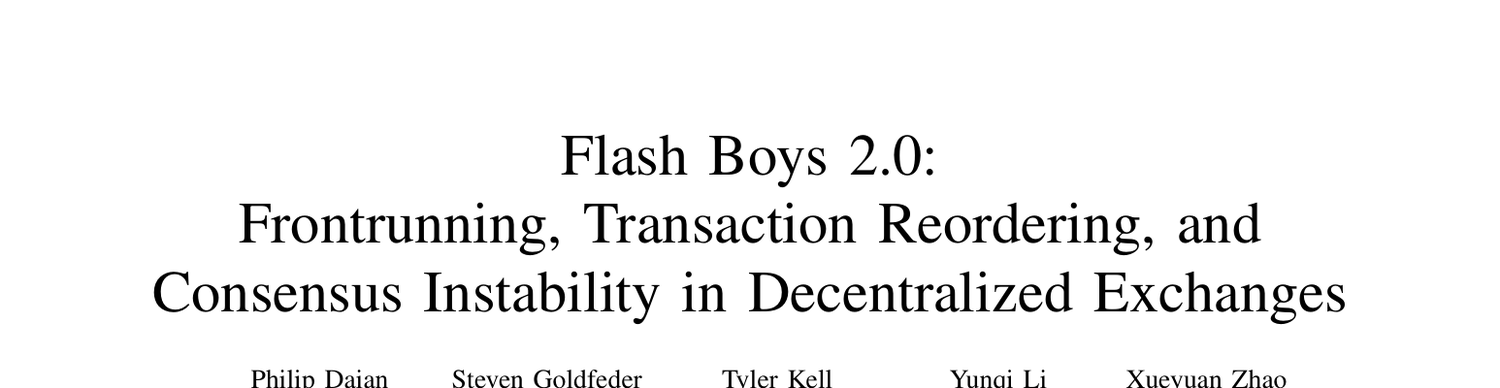 Flash Boys 2.0:
Frontrunning, Transaction Reordering, and
Consensus Instability in Decentralized Exchanges
Philip Daian Steven Goldfeder Tyler Kell Yunqi Li Xueyuan Zhao